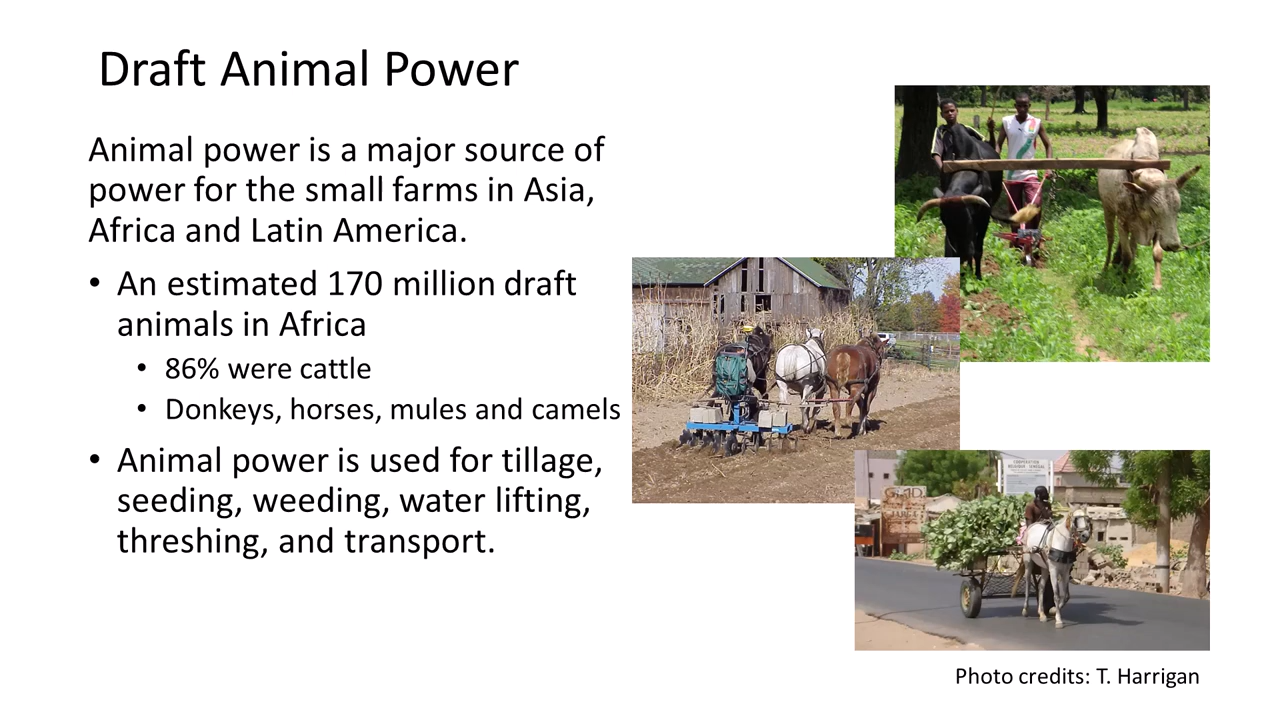 Draft Animal Power
Animal power is a major source of
power for the small farms in Asia,
Africa and Latin America.
• An estimated 170 million draft
animals in Africa
• 86% were cattle
• Donkeys, horses, mules and camels
• Animal power is used for tillage,
seeding, weeding, water lifting,
threshing, and transport.
Photo credits: T. Harrigan